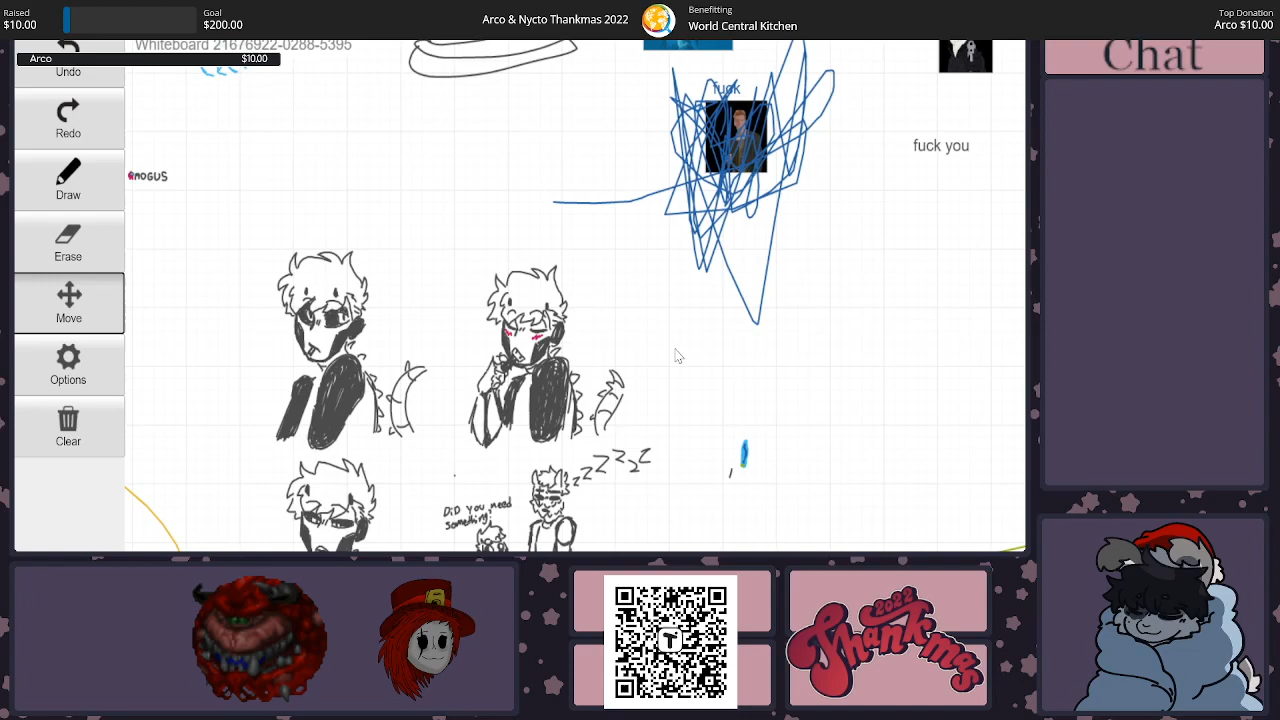 Raised
$10.00
Goal
$200.00
Arco & Nycto Thankmas 2022
Benefitting
World Central Kitchen
Top Donation
Arco $10.00
Whiteboard 21676922-0288-5395
Arco
$10.00
Undo
Redo
Draw
Erase
Move
Options
Clear
AMOGUS
fuck
fuck you
Chat
DiD you need
something?
zzZzzZ
T
2022
Thankmas